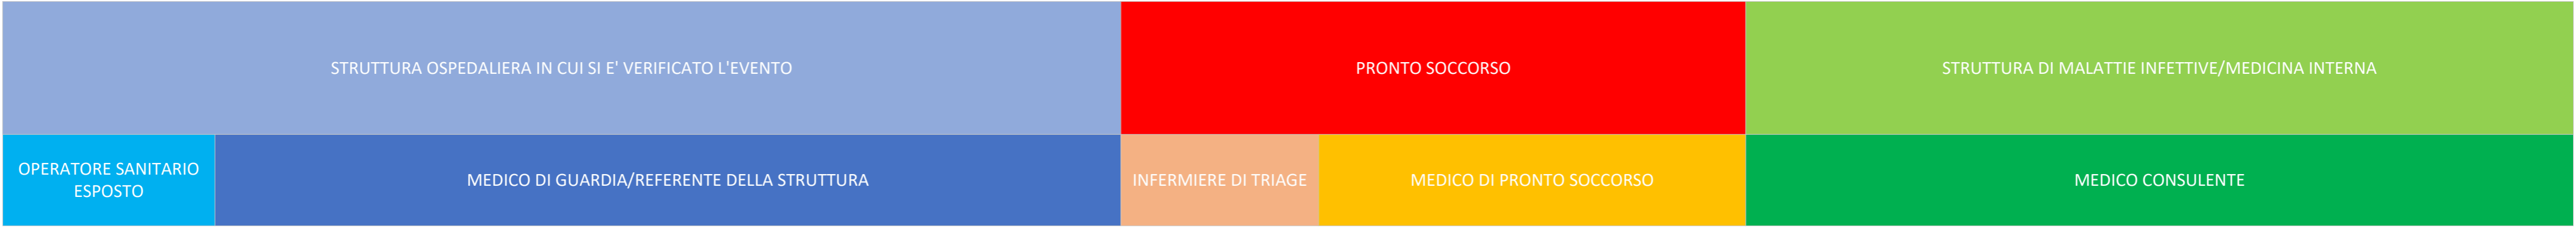 STRUTTURA OSPEDALIERA IN CUI SI E' VERIFICATO L'EVENTO
PRONTO SOCCORSO
STRUTTURA DI MALATTIE INFETTIVE/MEDICINA INTERNA
OPERATORE SANITARIO
ESPOSTO
MEDICO DI GUARDIA/REFERENTE DELLA STRUTTURA
INFERMIERE DI TRIAGE
MEDICO DI PRONTO SOCCORSO
MEDICO CONSULENTE